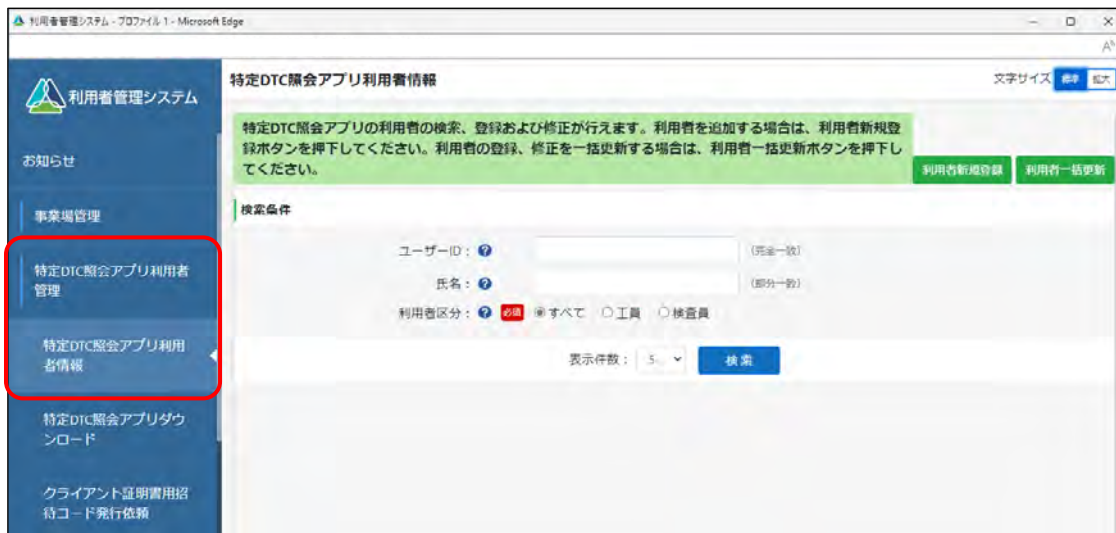 利用者管理システム - プロファイル 1 - Microsoft Edge
利用者管理システム
お知らせ
事業場管理
特定DTC照会アプリ利用者
管理
特定DTC照会アプリ利用
者情報
特定DTC照会アプリダウ
ンロード
クライアント証明書用招
待コード発行依頼
特定DTC照会アプリ利用者情報
文字サイズ 標準 拡大
特定DTC照会アプリの利用者の検索、登録および修正が行えます。利用者を追加する場合は、利用者新規登
録ボタンを押下してください。利用者の登録、修正を一括更新する場合は、利用者一括更新ボタンを押下し
てください。
利用者新規登録 利用者一括更新
検索条件
ユーザーID： (完全一致)
氏名： (部分一致)
利用者区分： 必須 すべて 工員 検査員
表示件数： 5... 検索